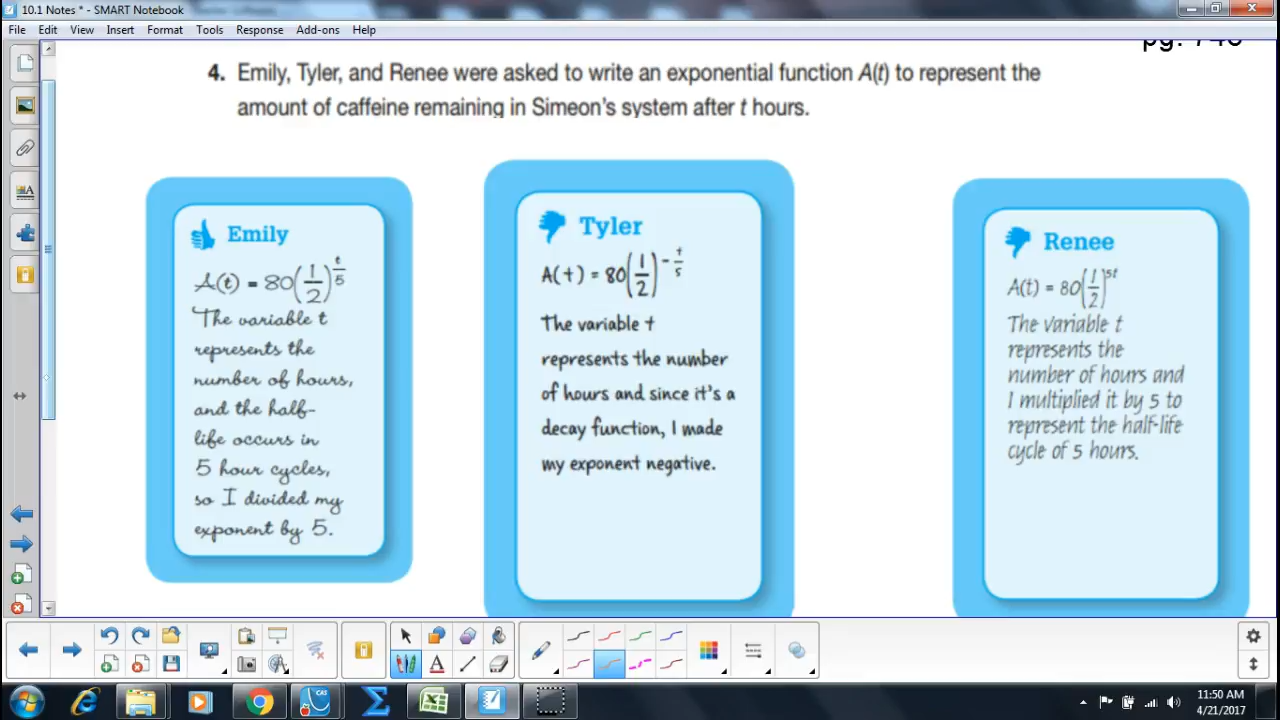 10.1 Notes * - SMART Notebook
File Edit View Insert Format Tools Response Add-ons Help
4. Emily, Tyler, and Renee were asked to write an exponential function A(t) to represent the
amount of caffeine remaining in Simeon's system after t hours.
Emily
A(t) = 80(1/2)^(t/5)
The variable t
represents the
number of hours,
and the half-
life occurs in
5 hour cycles,
so I divided my
exponent by 5.
Tyler
A(t) = 80(1/2)^(-t/5)
The variable t
represents the number
of hours and since it's a
decay function, I made
my exponent negative.
Renee
A(t) = 80(1/2)^(5t)
The variable t
represents the
number of hours and
I multiplied it by 5 to
represent the half-life
cycle of 5 hours.
11:50 AM
4/21/2017